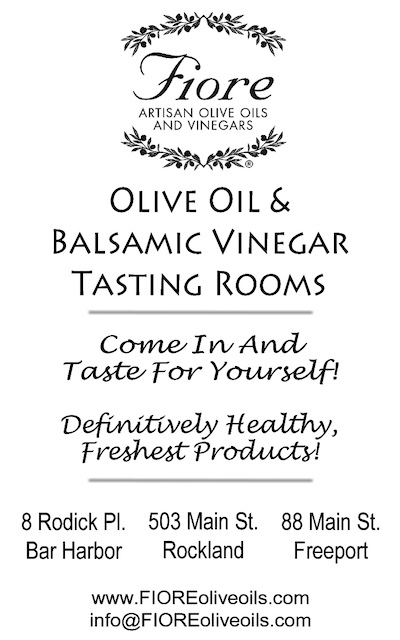 Fiore
ARTISAN OLIVE OILS
AND VINEGARS
®
OLIVE OIL &
BALSAMIC VINEGAR
TASTING ROOMS
Come In And
Taste For Yourself!
Definitively Healthy,
Freshest Products!
8 Rodick Pl. 503 Main St. 88 Main St.
Bar Harbor Rockland Freeport
www.FIOREoliveoils.com
info@FIOREoliveoils.com